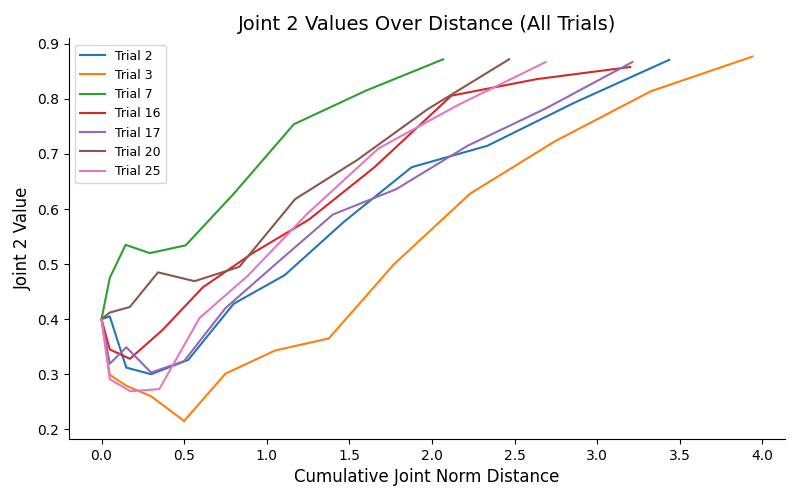 Joint 2 Values Over Distance (All Trials)
Trial 2
Trial 3
Trial 7
Trial 16
Trial 17
Trial 20
Trial 25
Joint 2 Value
0.9
0.8
0.7
0.6
0.5
0.4
0.3
0.2
0.0 0.5 1.0 1.5 2.0 2.5 3.0 3.5 4.0
Cumulative Joint Norm Distance